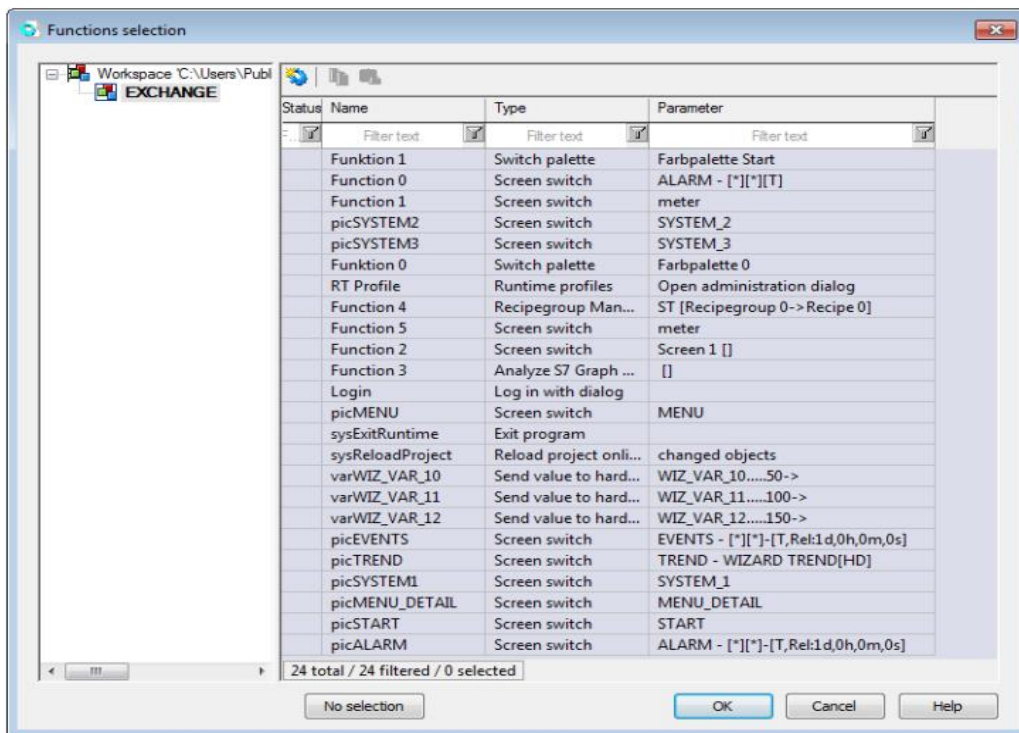 Functions selection
Workspace 'C:\Users\Publ
EXCHANGE
Status Name Type Parameter
F... Filter text Filter text Filter text
Funktion 1 Switch palette Farbpalette Start
Function 0 Screen switch ALARM - [*][*][T]
Function 1 Screen switch meter
picSYSTEM2 Screen switch SYSTEM_2
picSYSTEM3 Screen switch SYSTEM_3
Funktion 0 Switch palette Farbpalette 0
RT Profile Runtime profiles Open administration dialog
Function 4 Recipegroup Man... ST [Recipegroup 0->Recipe 0]
Function 5 Screen switch meter
Function 2 Screen switch Screen 1 []
Function 3 Analyze S7 Graph ... []
Login Log in with dialog
picMENU Screen switch MENU
sysExitRuntime Exit program
sysReloadProject Reload project onli... changed objects
varWIZ_VAR_10 Send value to hard... WIZ_VAR_10.....50->
varWIZ_VAR_11 Send value to hard... WIZ_VAR_11.....100->
varWIZ_VAR_12 Send value to hard... WIZ_VAR_12.....150->
picEVENTS Screen switch EVENTS - [*][*]-[T,Rel:1d,0h,0m,0s]
picTREND Screen switch TREND - WIZARD TREND[HD]
picSYSTEM1 Screen switch SYSTEM_1
picMENU_DETAIL Screen switch MENU_DETAIL
picSTART Screen switch START
picALARM Screen switch ALARM - [*][*]-[T,Rel:1d,0h,0m,0s]
24 total / 24 filtered / 0 selected
No selection OK Cancel Help